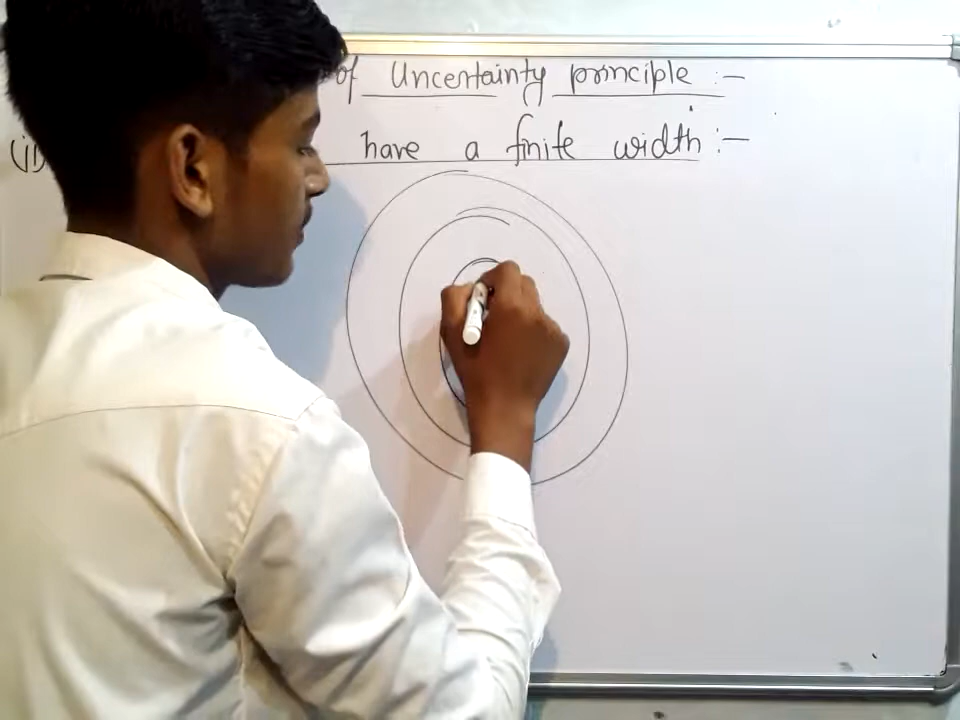 of Uncertainty principle :-
(ii) have a finite width :-